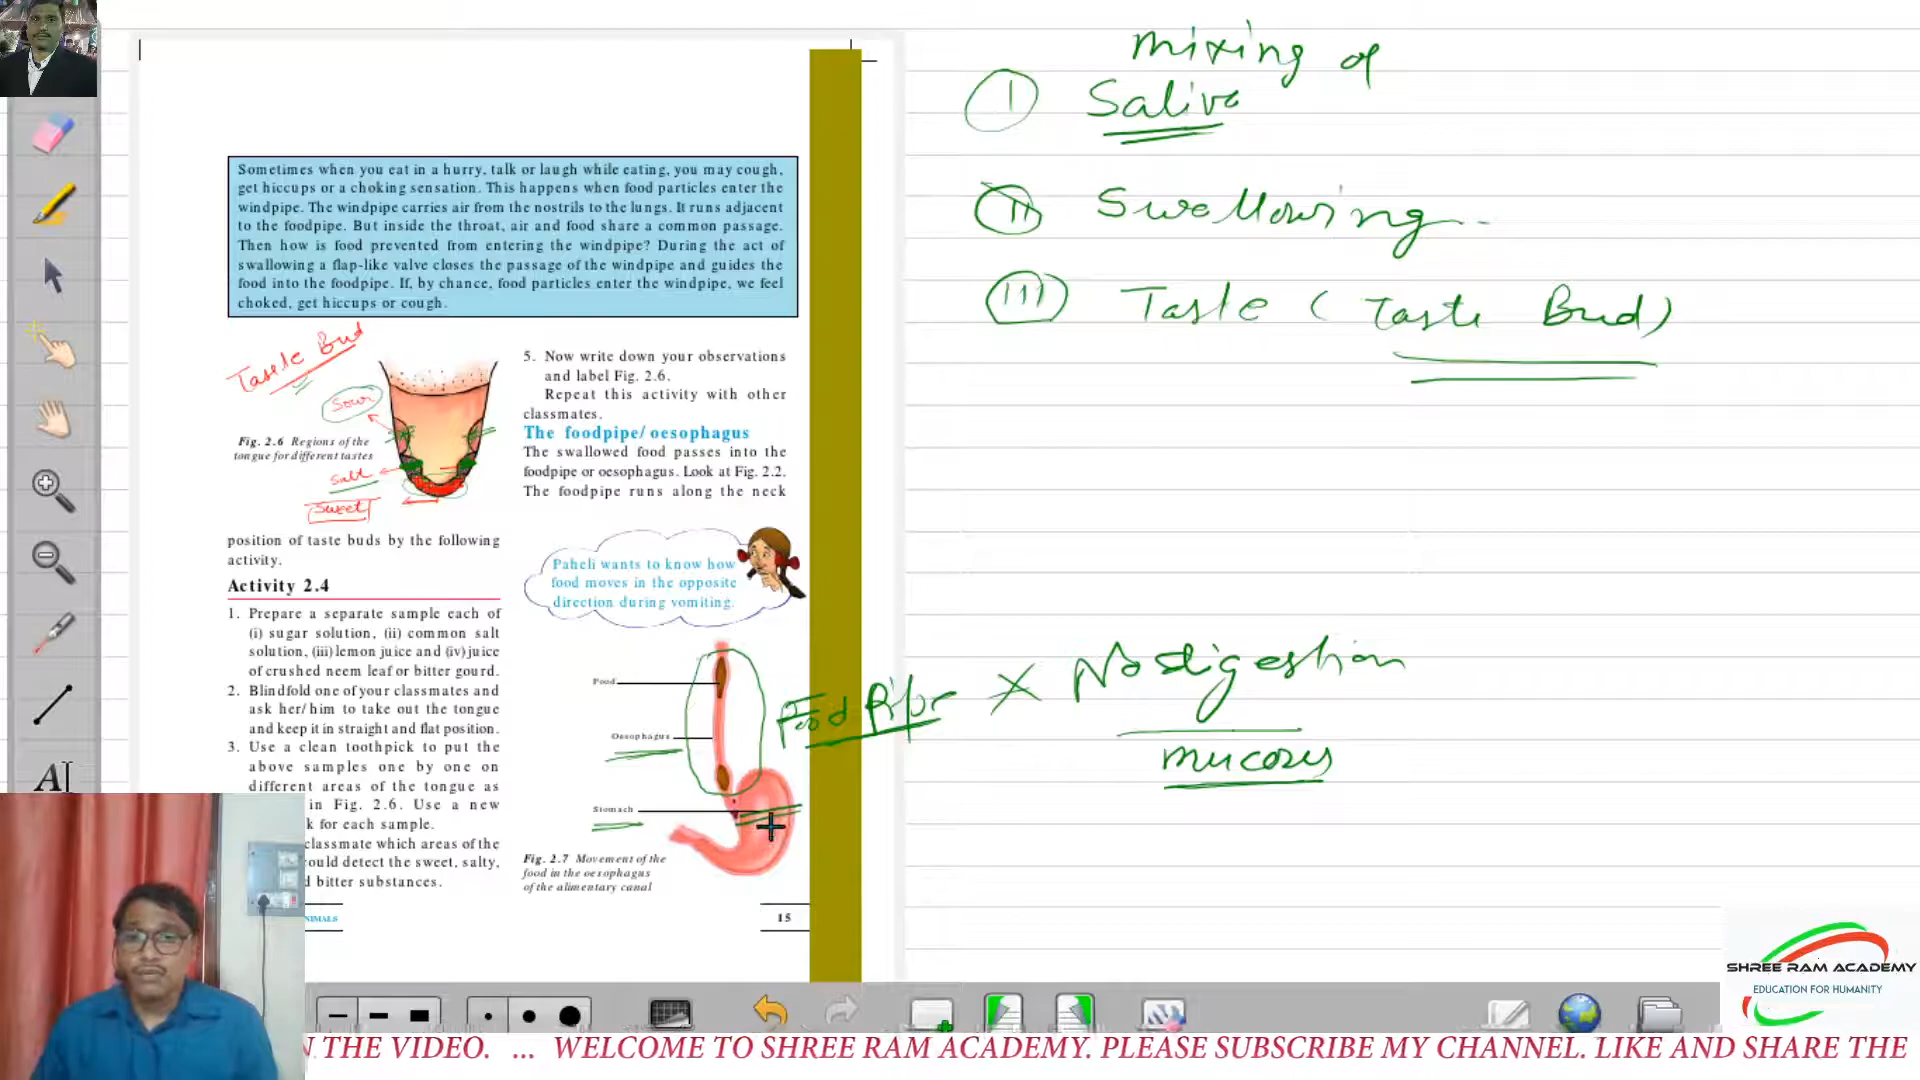 Sometimes when you eat in a hurry, talk or laugh while eating, you may cough,
get hiccups or a choking sensation. This happens when food particles enter the
windpipe. The windpipe carries air from the nostrils to the lungs. It runs adjacent
to the foodpipe. But inside the throat, air and food share a common passage.
Then how is food prevented from entering the windpipe? During the act of
swallowing a flap-like valve closes the passage of the windpipe and guides the
food into the foodpipe. If, by chance, food particles enter the windpipe, we feel
choked, get hiccups or cough.
Tasete Bud
Sour
Fig. 2.6 Regions of the
tongue for different tastes
Salt
Sweet
position of taste buds by the following
activity.
Activity 2.4
1. Prepare a separate sample each of
(i) sugar solution, (ii) common salt
solution, (iii) lemon juice and (iv) juice
of crushed neem leaf or bitter gourd.
2. Blindfold one of your classmates and
ask her/him to take out the tongue
and keep it in straight and flat position.
3. Use a clean toothpick to put the
above samples one by one on
different areas of the tongue as
in Fig. 2.6. Use a new
k for each sample.
classmate which areas of the
ould detect the sweet, salty,
d bitter substances.
NIMALS
5. Now write down your observations
and label Fig. 2.6.
Repeat this activity with other
classmates.
The foodpipe/oesophagus
The swallowed food passes into the
foodpipe or oesophagus. Look at Fig. 2.2.
The foodpipe runs along the neck
Paheli wants to know how
food moves in the opposite
direction during vomiting.
Food
Oesophagus
Stomach
Fig. 2.7 Movement of the
food in the oesophagus
of the alimentary canal
15
mixing of
I Saliva
II Swellowing
III Taste (Taste Bud)
Food Pipe X No digestion
mucous
A
SHREE RAM ACADEMY
EDUCATION FOR HUMANITY
N THE VIDEO. ... WELCOME TO SHREE RAM ACADEMY. PLEASE SUBSCRIBE MY CHANNEL. LIKE AND SHARE THE